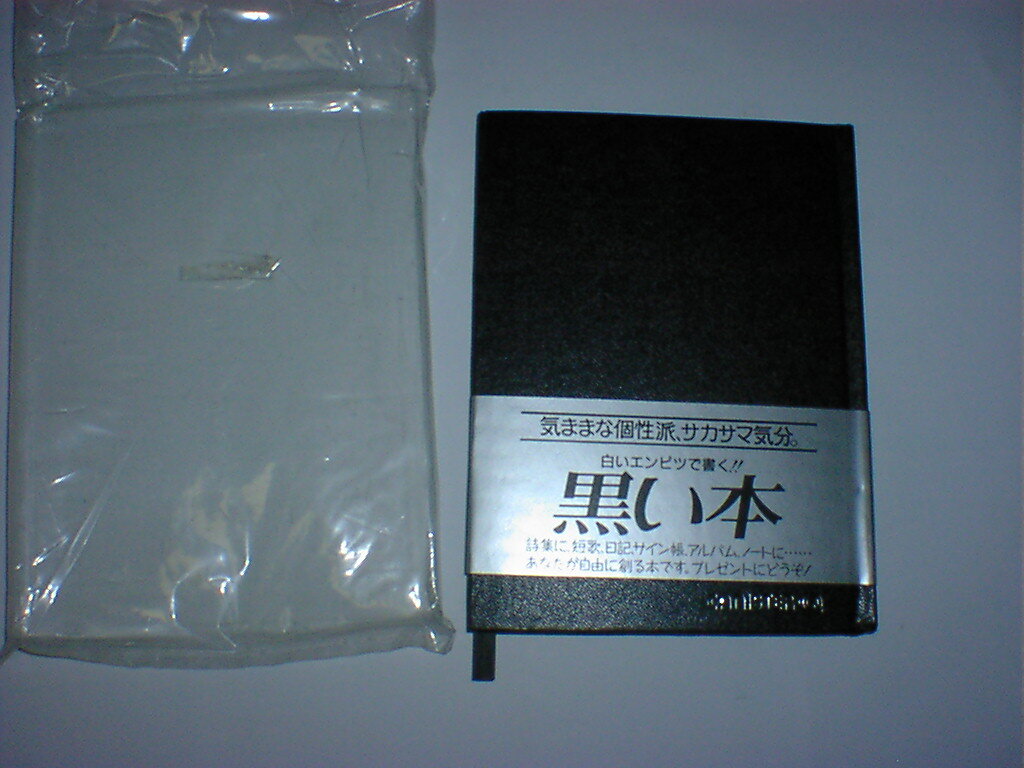 気ままな個性派、サカサマ気分。
白いエンピツで書く!!
黒い本
詩集に、短歌、日記、サイン帳、アルバム、ノートに……
あなたが自由に創る本です。プレゼントにどうぞ!